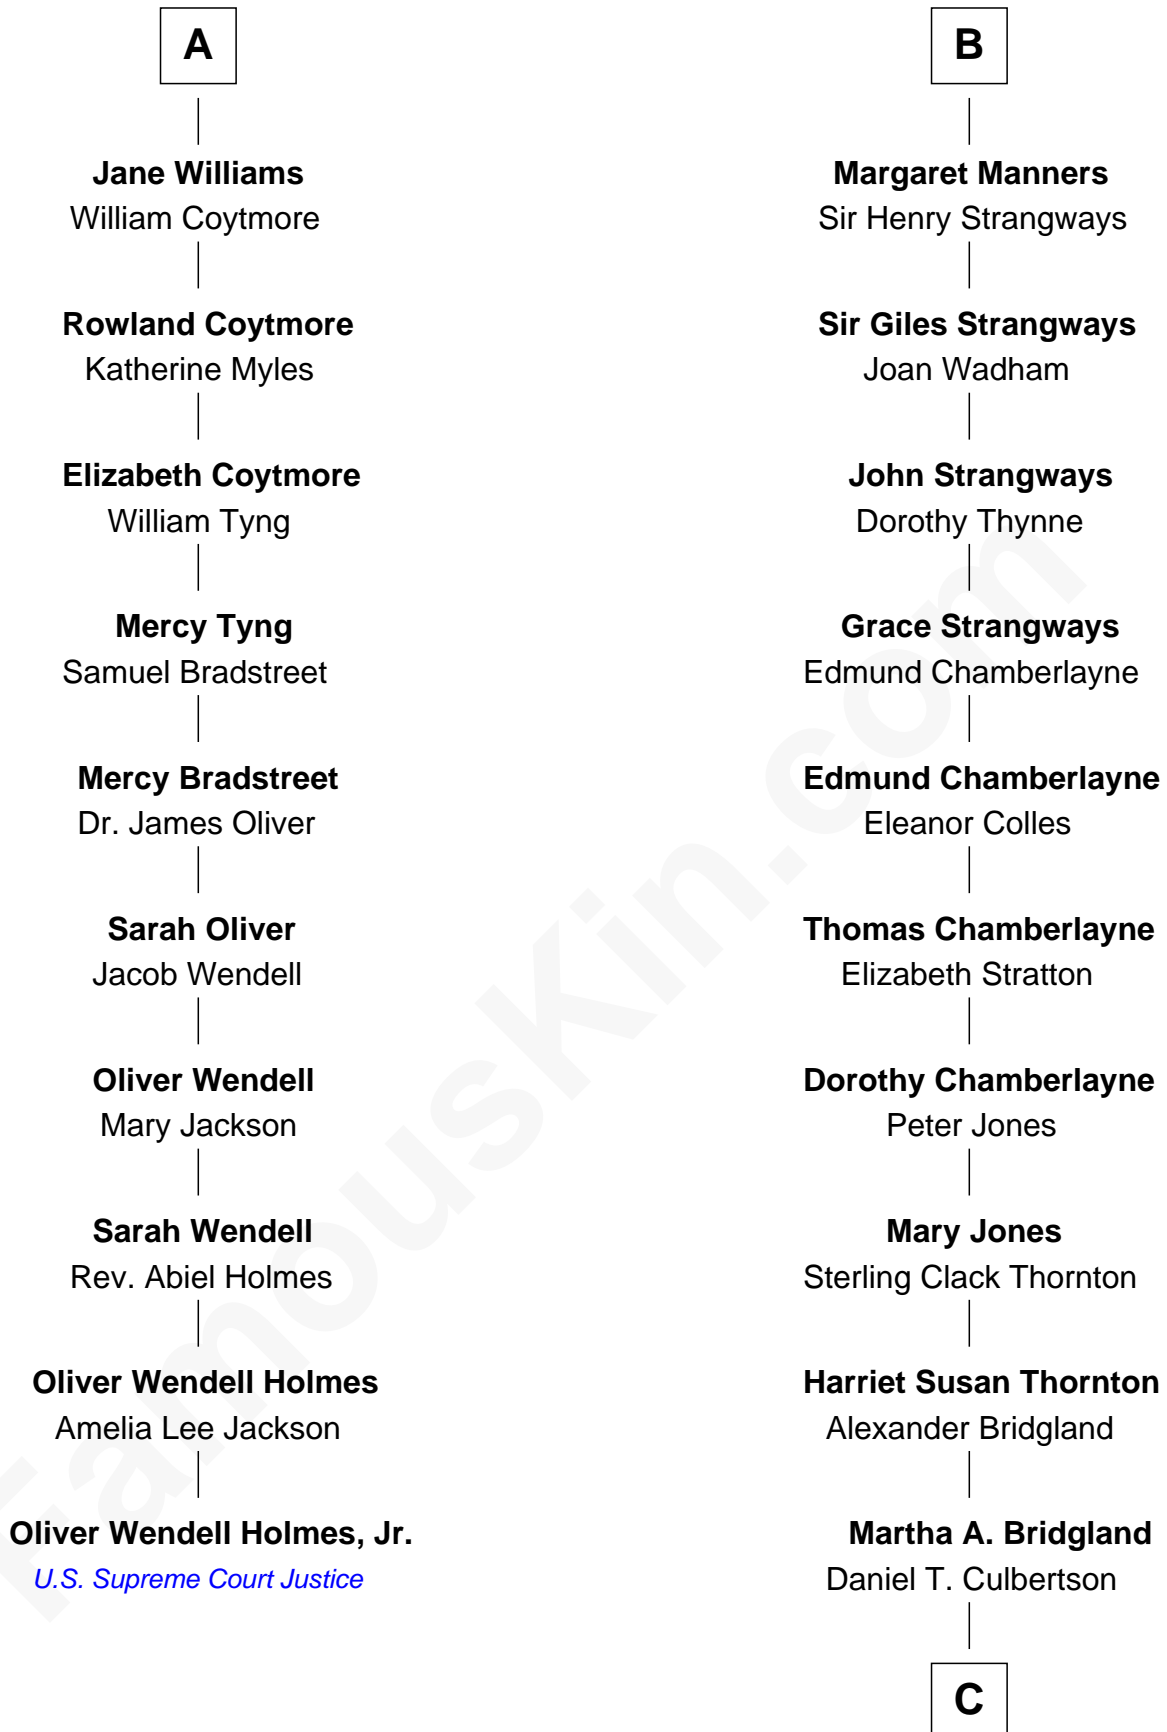 A
Jane Williams
William Coytmore
Rowland Coytmore
Katherine Myles
Elizabeth Coytmore
William Tyng
Mercy Tyng
Samuel Bradstreet
Mercy Bradstreet
Dr. James Oliver
Sarah Oliver
Jacob Wendell
Oliver Wendell
Mary Jackson
Sarah Wendell
Rev. Abiel Holmes
Oliver Wendell Holmes
Amelia Lee Jackson
Oliver Wendell Holmes, Jr.
U.S. Supreme Court Justice
B
Margaret Manners
Sir Henry Strangways
Sir Giles Strangways
Joan Wadham
John Strangways
Dorothy Thynne
Grace Strangways
Edmund Chamberlayne
Edmund Chamberlayne
Eleanor Colles
Thomas Chamberlayne
Elizabeth Stratton
Dorothy Chamberlayne
Peter Jones
Mary Jones
Sterling Clack Thornton
Harriet Susan Thornton
Alexander Bridgland
Martha A. Bridgland
Daniel T. Culbertson
C
FamousKin.com